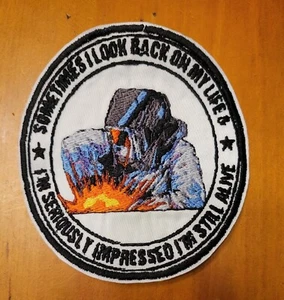 SOMETIMES I LOOK BACK ON MY LIFE &
I'M SERIOUSLY IMPRESSED I'M STILL ALIVE